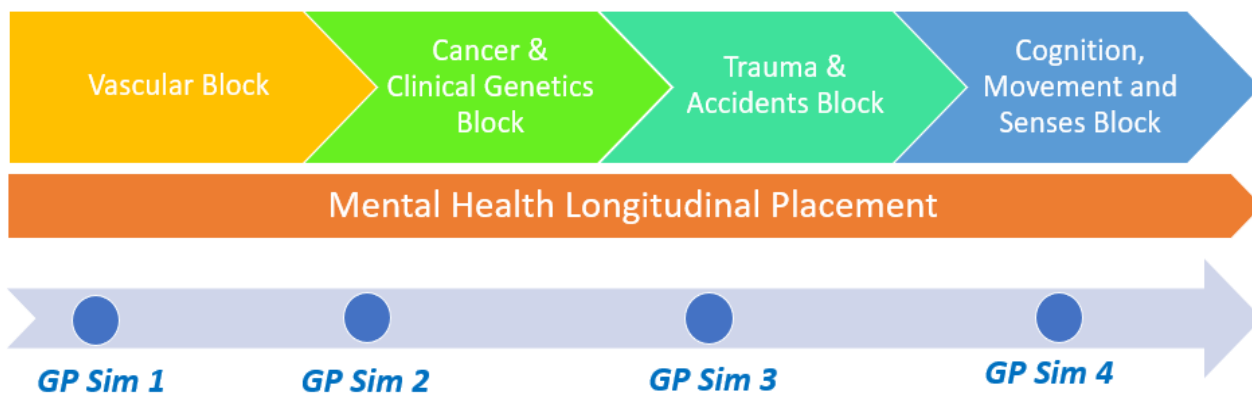 Vascular Block
Cancer &
Clinical Genetics
Block
Trauma &
Accidents Block
Cognition,
Movement and
Senses Block
Mental Health Longitudinal Placement
GP Sim 1
GP Sim 2
GP Sim 3
GP Sim 4